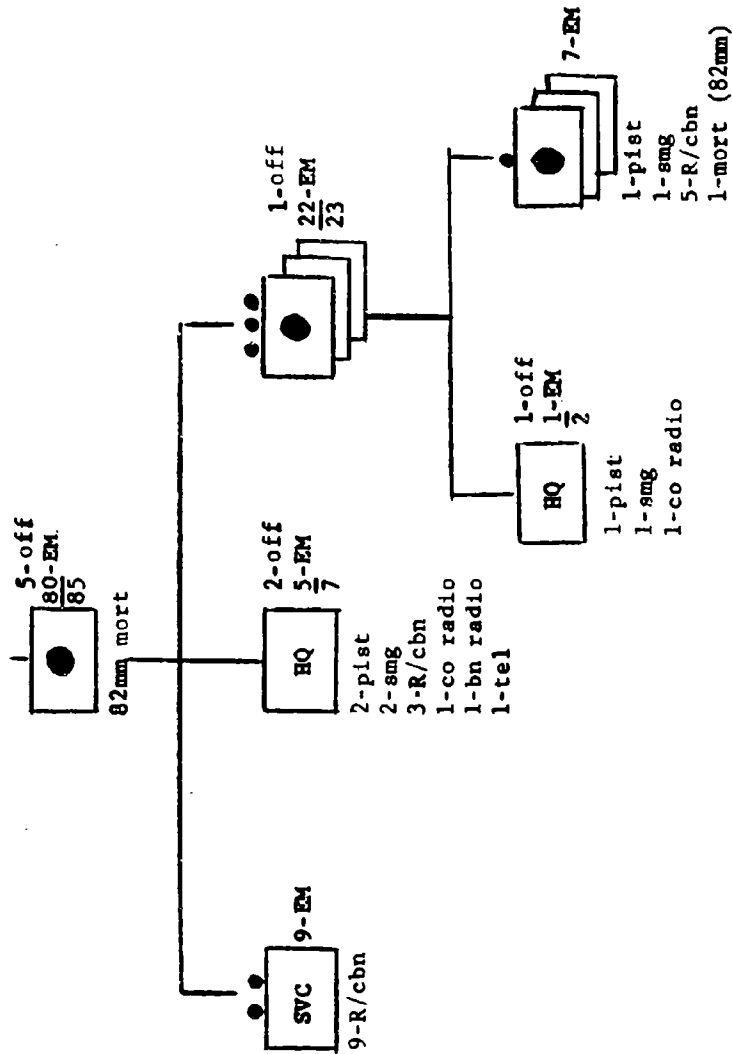 5-off
80-EM
85
82mm mort
SVC
9-EM
9-R/cbn
HQ
2-off
5-EM
7
2-pist
2-smg
3-R/cbn
1-co radio
1-bn radio
1-tel
1-off
22-EM
23
HQ
1-off
1-EM
2
1-pist
1-smg
1-co radio
7-EM
1-pist
1-smg
5-R/cbn
1-mort (82mm)